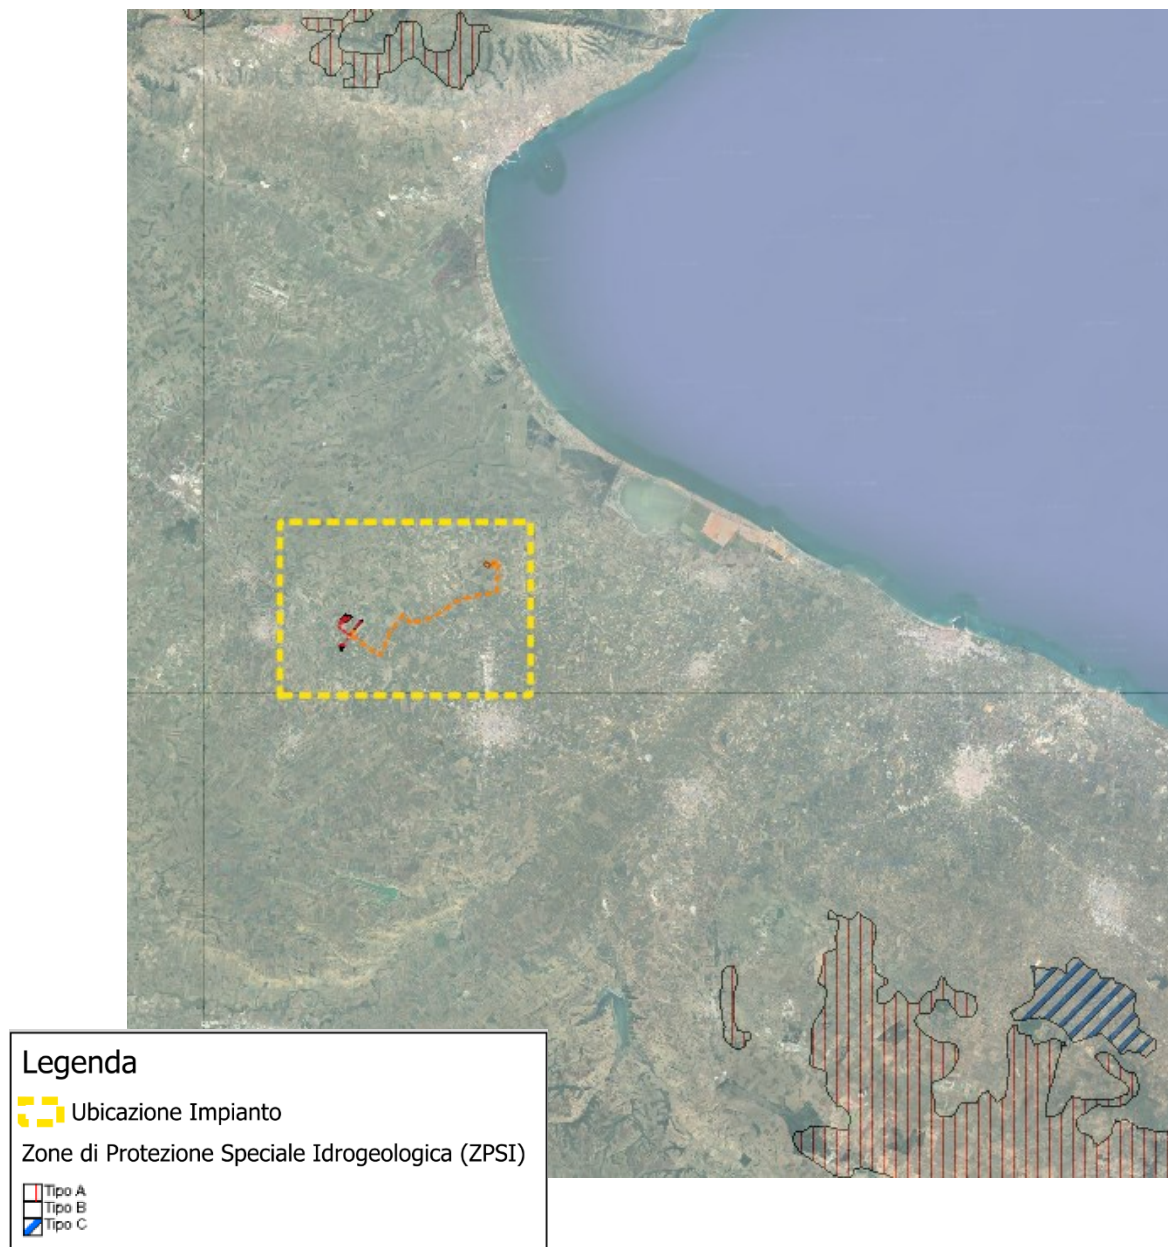 Legenda
Ubicazione Impianto
Zone di Protezione Speciale Idrogeologica (ZPSI)
Tipo A
Tipo B
Tipo C